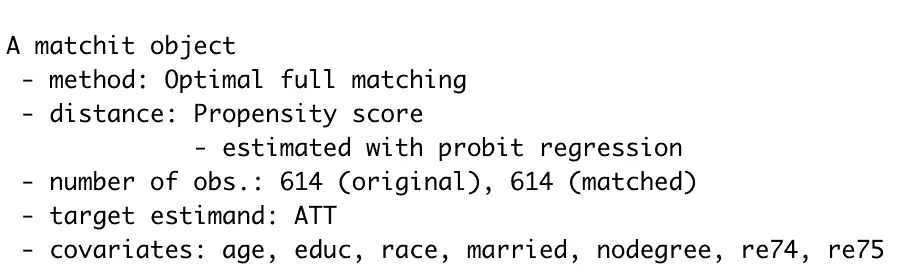 A matchit object
- method: Optimal full matching
- distance: Propensity score
- estimated with probit regression
- number of obs.: 614 (original), 614 (matched)
- target estimand: ATT
- covariates: age, educ, race, married, nodegree, re74, re75